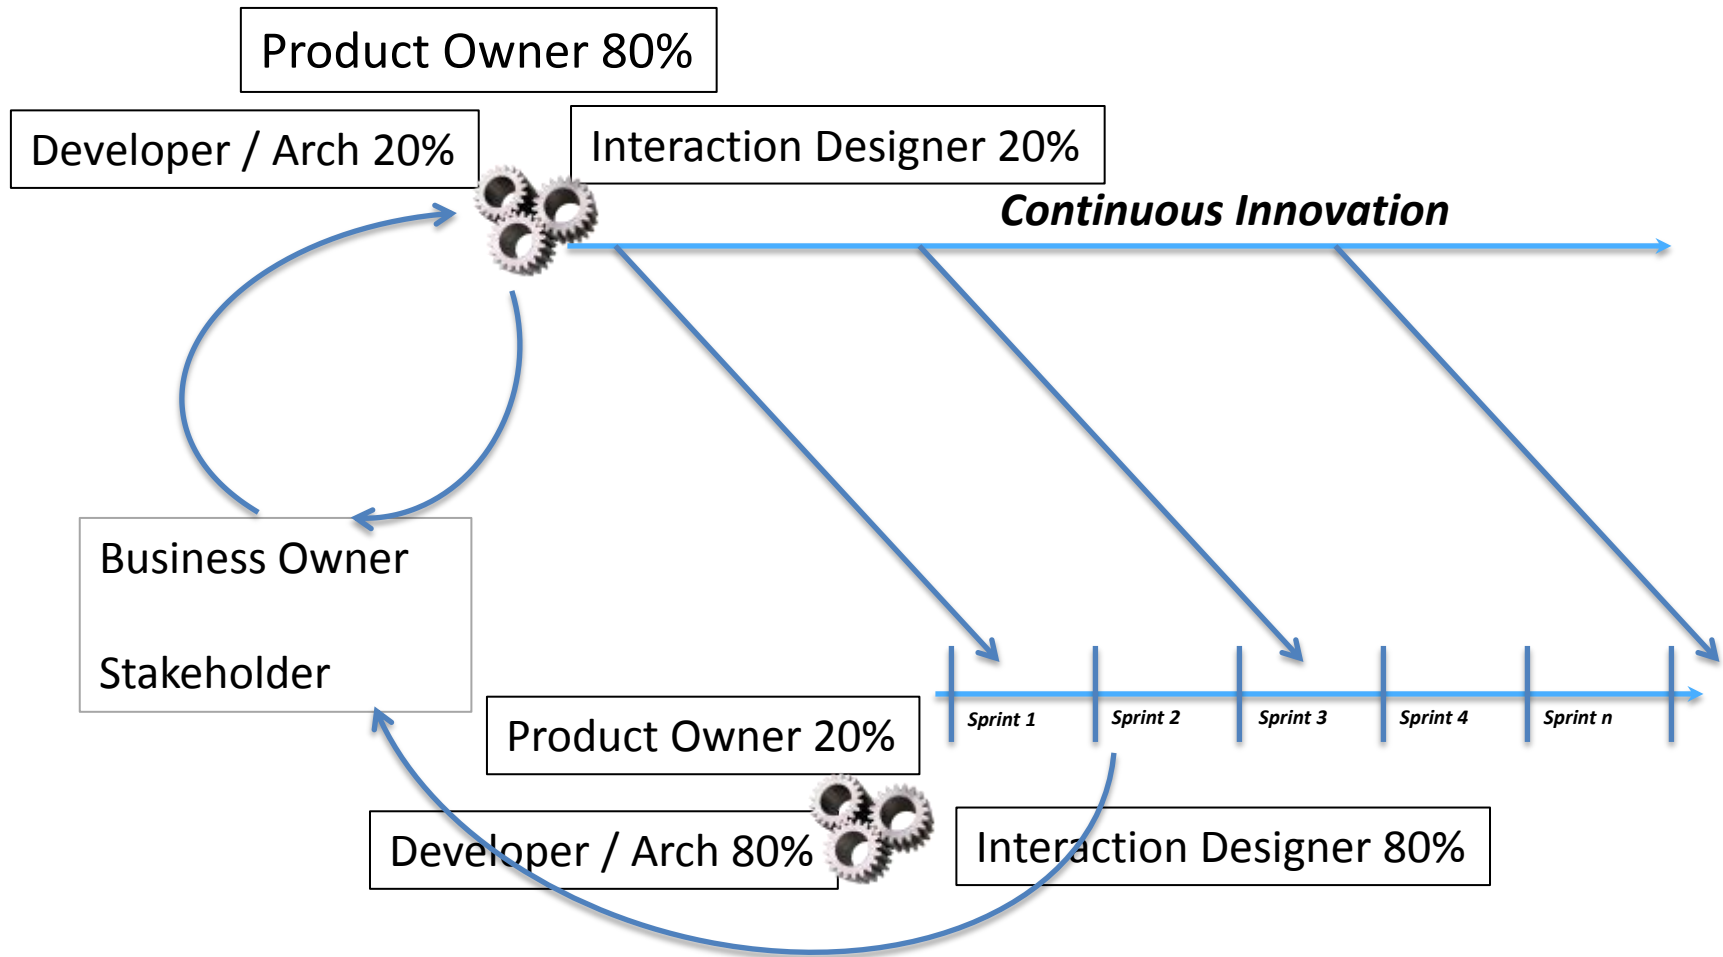 Product Owner 80%
Developer / Arch 20%
Interaction Designer 20%
Continuous Innovation
Business Owner
Stakeholder
Sprint 1
Sprint 2
Sprint 3
Sprint 4
Sprint n
Product Owner 20%
Developer / Arch 80%
Interaction Designer 80%